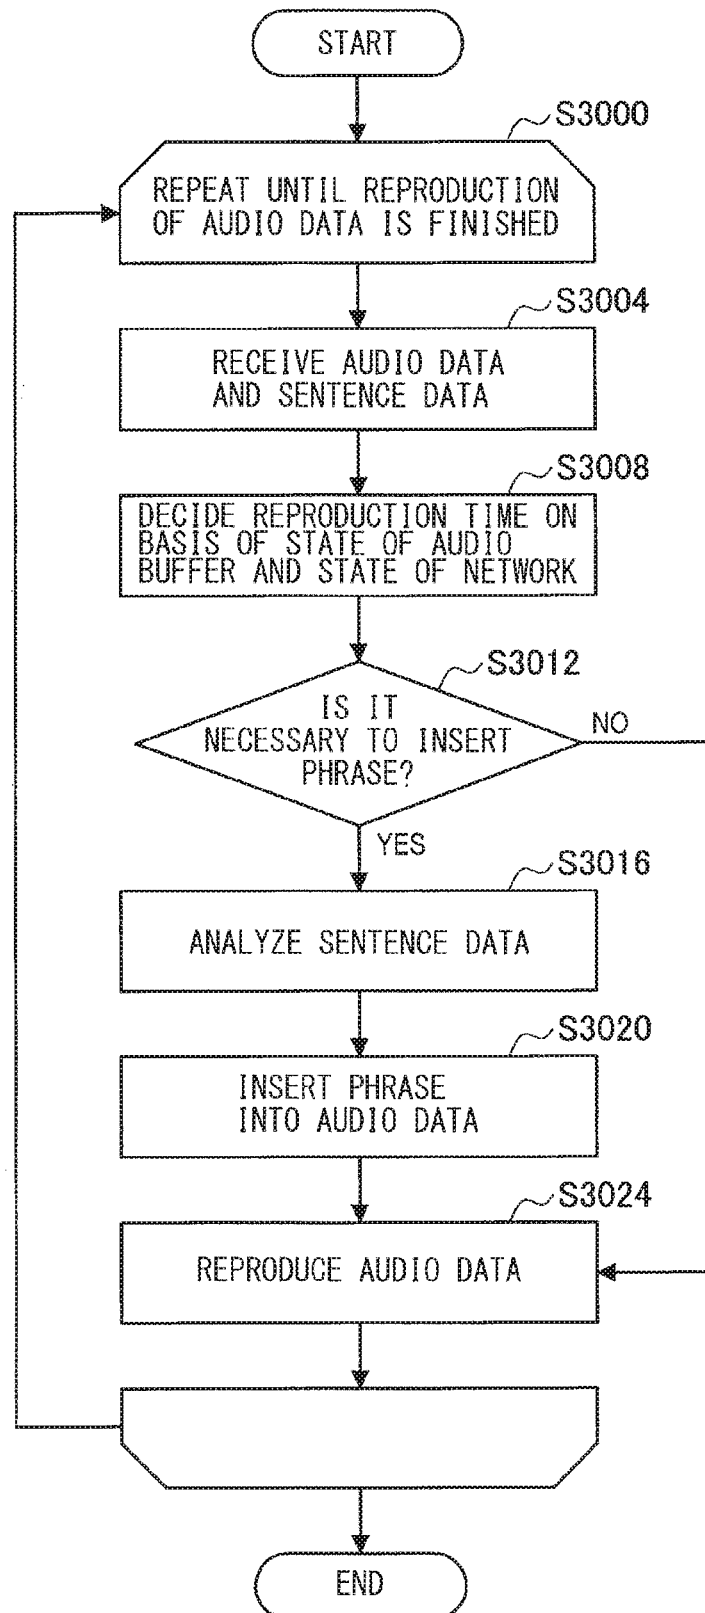 START
S3000
REPEAT UNTIL REPRODUCTION
OF AUDIO DATA IS FINISHED
S3004
RECEIVE AUDIO DATA
AND SENTENCE DATA
S3008
DECIDE REPRODUCTION TIME ON
BASIS OF STATE OF AUDIO
BUFFER AND STATE OF NETWORK
S3012
IS IT
NECESSARY TO INSERT
PHRASE?
NO
YES
S3016
ANALYZE SENTENCE DATA
S3020
INSERT PHRASE
INTO AUDIO DATA
S3024
REPRODUCE AUDIO DATA
END